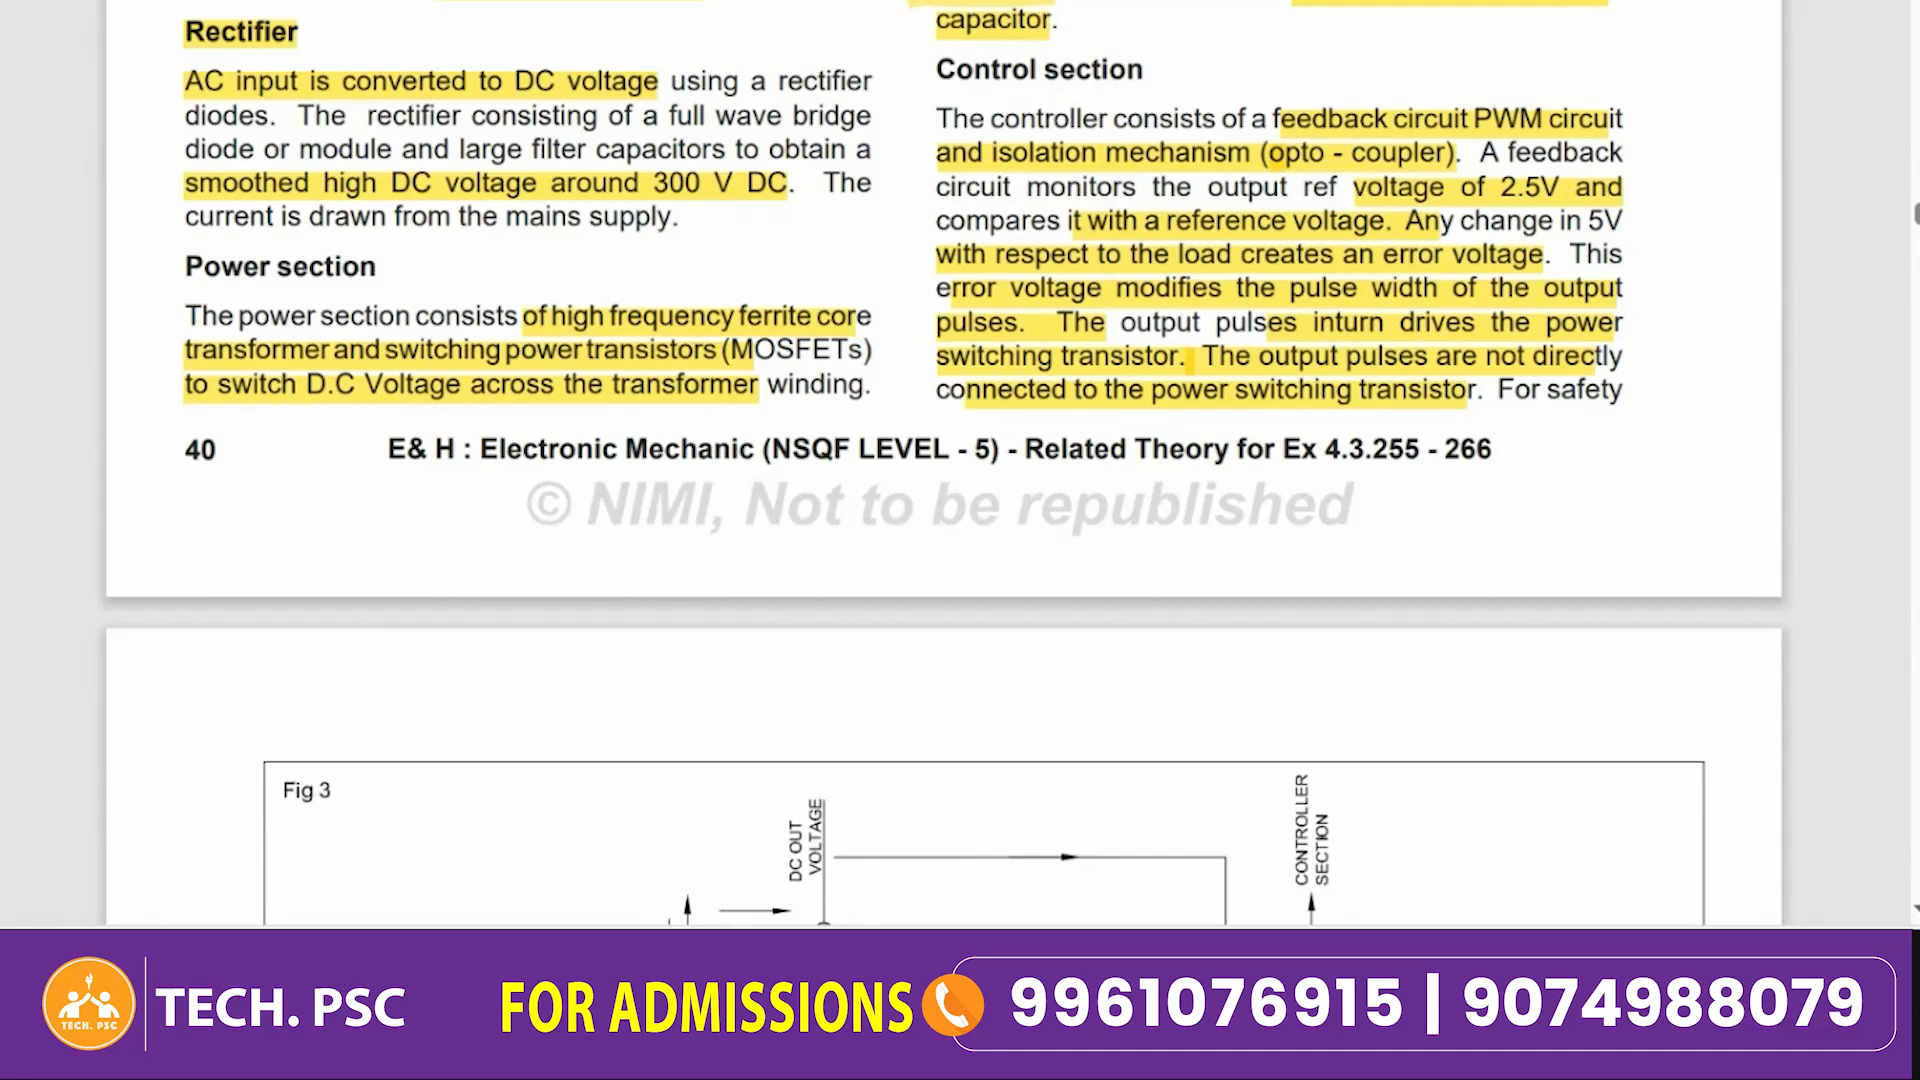 Rectifier
AC input is converted to DC voltage using a rectifier
diodes. The rectifier consisting of a full wave bridge
diode or module and large filter capacitors to obtain a
smoothed high DC voltage around 300 V DC. The
current is drawn from the mains supply.
Power section
The power section consists of high frequency ferrite core
transformer and switching power transistors (MOSFETs)
to switch D.C Voltage across the transformer winding.
capacitor.
Control section
The controller consists of a feedback circuit PWM circuit
and isolation mechanism (opto - coupler). A feedback
circuit monitors the output ref voltage of 2.5V and
compares it with a reference voltage. Any change in 5V
with respect to the load creates an error voltage. This
error voltage modifies the pulse width of the output
pulses. The output pulses inturn drives the power
switching transistor. The output pulses are not directly
connected to the power switching transistor. For safety
40 E& H : Electronic Mechanic (NSQF LEVEL - 5) - Related Theory for Ex 4.3.255 - 266
© NIMI, Not to be republished
Fig 3
DC OUT
VOLTAGE
CONTROLLER
SECTION
TECH. PSC
TECH. PSC
FOR ADMISSIONS
9961076915 | 9074988079